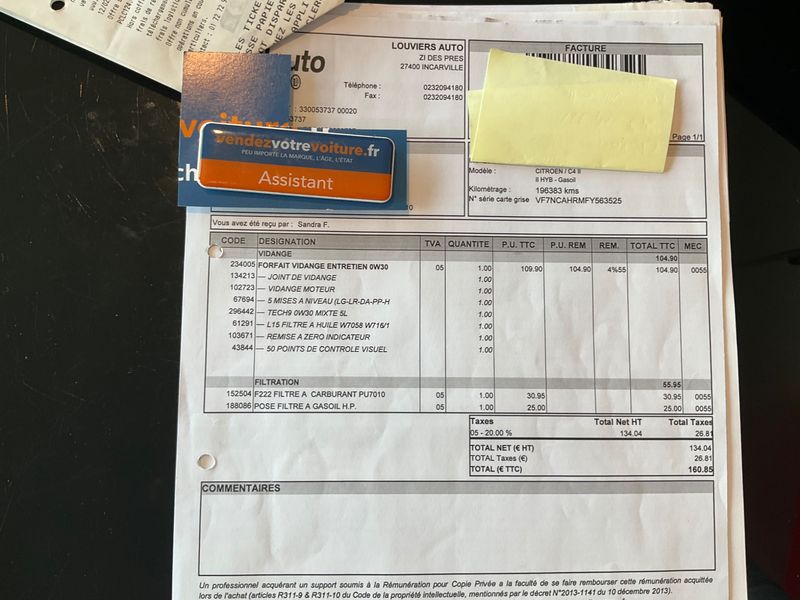 LOUVIERS AUTO
ZI DES PRES
27400 INCARVILLE
Téléphone : 0232094180
Fax : 0232094180
: 330053737 00020
3737
FACTURE
Page 1/1
vendezvotrevoiture.fr
PEU IMPORTE LA MARQUE, L'ÂGE, L'ÉTAT
Assistant
Modèle : CITROEN / C4 II
II HYB - Gasoil
Kilométrage : 196383 kms
N° série carte grise : VF7NCAHRMFY563525
Vous avez été reçu par : Sandra F.
CODE DESIGNATION TVA QUANTITE P.U. TTC P.U. REM REM. TOTAL TTC MEC
VIDANGE 104.90
234005 FORFAIT VIDANGE ENTRETIEN 0W30 05 1.00 109.90 104.90 4%55 104.90 0055
134213 — JOINT DE VIDANGE 1.00
102723 — VIDANGE MOTEUR 1.00
67694 — 5 MISES A NIVEAU (LG-LR-DA-PP-H 1.00
296442 — TECH9 0W30 MIXTE 5L 1.00
61291 — L15 FILTRE A HUILE W7058 W716/1 1.00
103671 — REMISE A ZERO INDICATEUR 1.00
43844 — 50 POINTS DE CONTROLE VISUEL 1.00
FILTRATION 55.95
152504 F222 FILTRE A CARBURANT PU7010 05 1.00 30.95 30.95 0055
188086 POSE FILTRE A GASOIL H.P. 05 1.00 25.00 25.00 0055
Taxes Total Net HT Total Taxes
05 - 20.00 % 134.04 26.81
TOTAL NET (€ HT) 134.04
TOTAL Taxes (€) 26.81
TOTAL (€ TTC) 160.85
COMMENTAIRES
Un professionnel acquérant un support soumis à la Rémunération pour Copie Privée a la faculté de se faire rembourser cette rémunération acquittée
lors de l'achat (articles R311-9 & R311-10 du Code de la propriété intellectuelle, mentionnés par le décret N°2013-1141 du 10 décembre 2013).